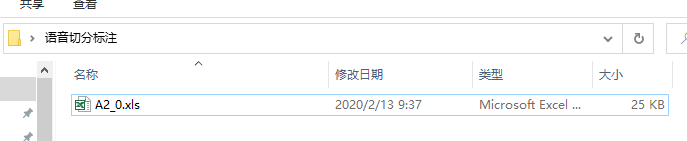 共享 查看
语音切分标注
名称 修改日期 类型 大小
A2_0.xls 2020/2/13 9:37 Microsoft Excel ... 25 KB